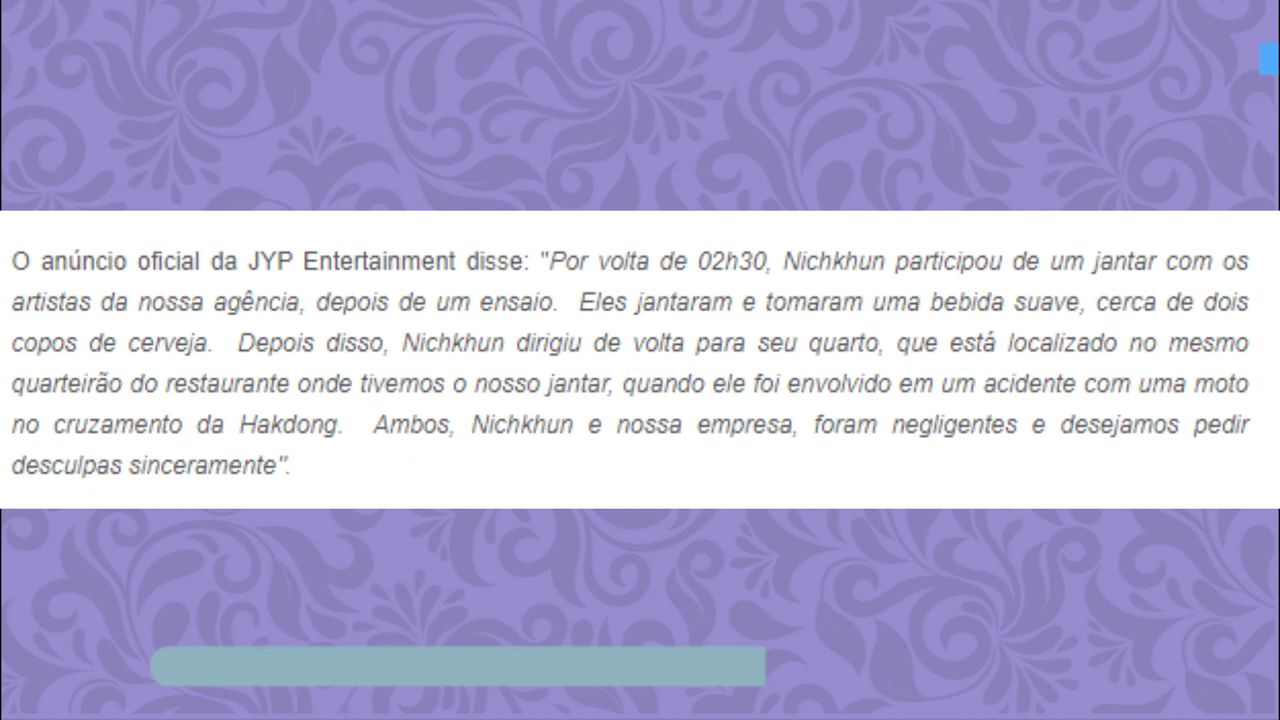 O anúncio oficial da JYP Entertainment disse: "Por volta de 02h30, Nichkhun participou de um jantar com os
artistas da nossa agência, depois de um ensaio. Eles jantaram e tomaram uma bebida suave, cerca de dois
copos de cerveja. Depois disso, Nichkhun dirigiu de volta para seu quarto, que está localizado no mesmo
quarteirão do restaurante onde tivemos o nosso jantar, quando ele foi envolvido em um acidente com uma moto
no cruzamento da Hakdong. Ambos, Nichkhun e nossa empresa, foram negligentes e desejamos pedir
desculpas sinceramente".